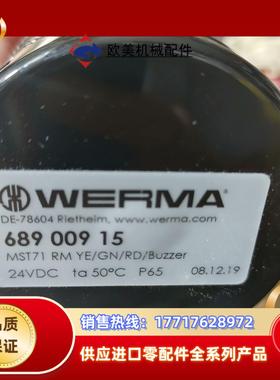 欧美机械配件
WERMA®
DE-78604 Rietheim, www.werma.com
689 009 15
MST71 RM YE/GN/RD/Buzzer
24VDC ta 50°C P65 08.12.19
品质
保证
销售热线: 17717628972
供应进口零配件全系列产品